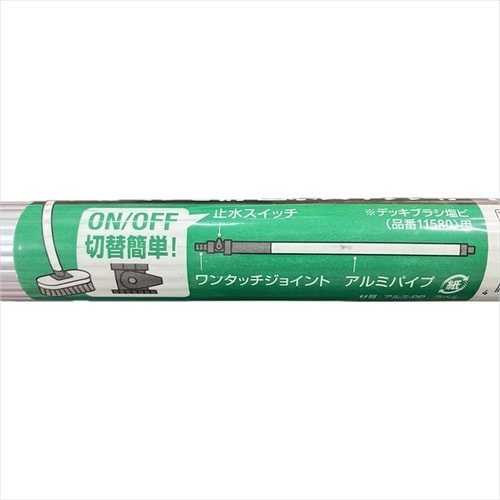 ON/OFF
切替簡単!
止水スイッチ
※デッキブラシ塩ビ
(品番11580)用
ワンタッチジョイント
アルミパイプ
紙